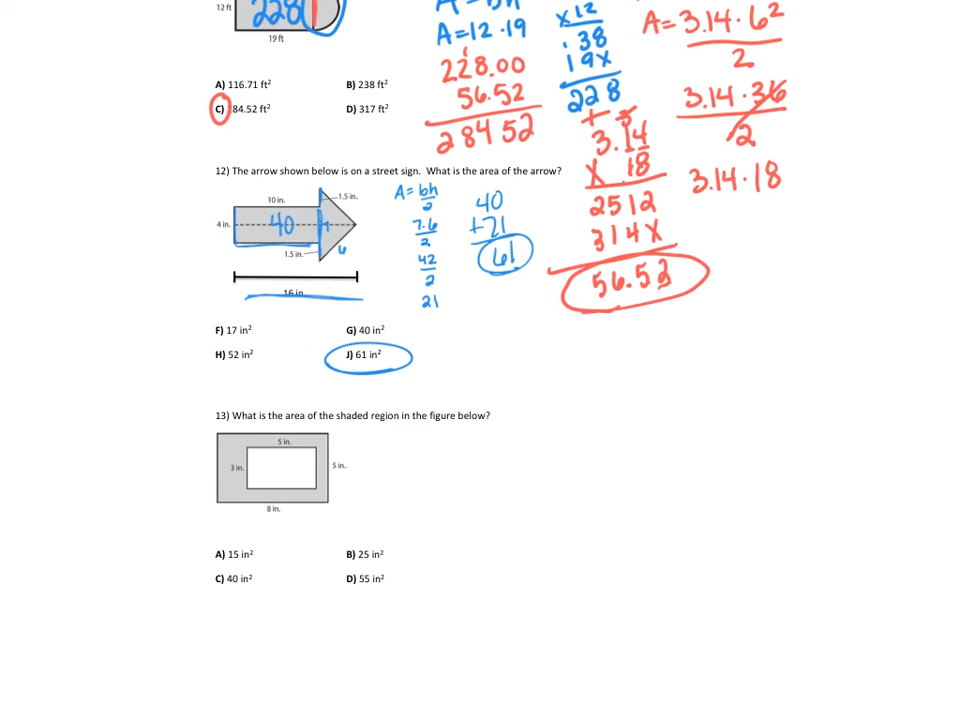 12 ft
228
19 ft
A) 116.71 ft² B) 238 ft²
C) 84.52 ft² D) 317 ft²
A=12·19
228.00
56.52
284 52
x12
38
19x
228
A=3.14·6²
2
3.14·36
2
3.14·18
3.14
x 18
2512
314x
56.52
12) The arrow shown below is on a street sign. What is the area of the arrow?
10 in.
1.5 in.
4 in.
40
7
6
1.5 in.
16 in.
A=bh
2
7·6
2
42
2
21
40
+21
61
F) 17 in² G) 40 in²
H) 52 in² J) 61 in²
13) What is the area of the shaded region in the figure below?
5 in.
3 in.
5 in.
8 in.
A) 15 in² B) 25 in²
C) 40 in² D) 55 in²